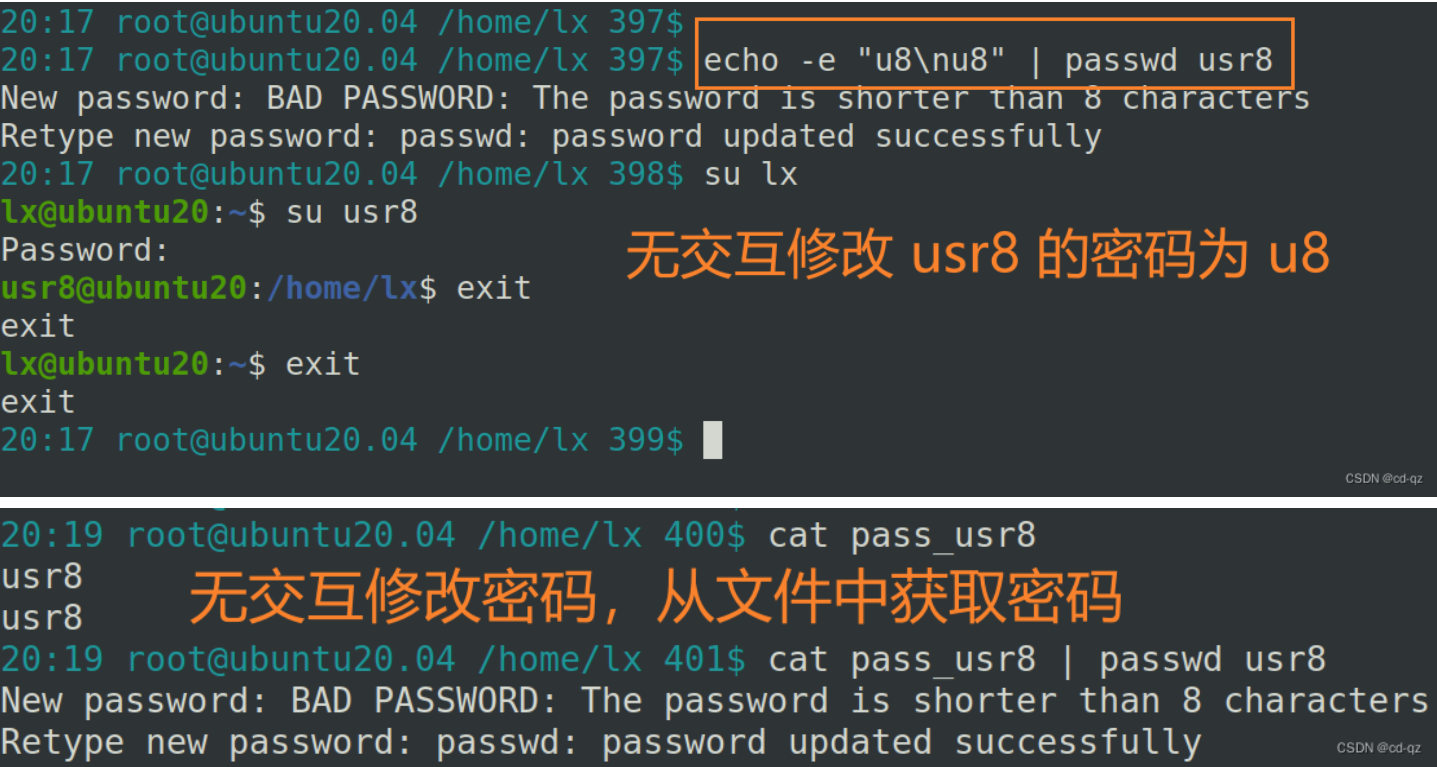 20:17 root@ubuntu20.04 /home/lx 397$
20:17 root@ubuntu20.04 /home/lx 397$ echo -e "u8\nu8" | passwd usr8
New password: BAD PASSWORD: The password is shorter than 8 characters
Retype new password: passwd: password updated successfully
20:17 root@ubuntu20.04 /home/lx 398$ su lx
lx@ubuntu20:~$ su usr8
Password:
无交互修改 usr8 的密码为 u8
usr8@ubuntu20:/home/lx$ exit
exit
lx@ubuntu20:~$ exit
exit
20:17 root@ubuntu20.04 /home/lx 399$
CSDN @cd-qz
20:19 root@ubuntu20.04 /home/lx 400$ cat pass_usr8
usr8
无交互修改密码，从文件中获取密码
usr8
20:19 root@ubuntu20.04 /home/lx 401$ cat pass_usr8 | passwd usr8
New password: BAD PASSWORD: The password is shorter than 8 characters
Retype new password: passwd: password updated successfully
CSDN @cd-qz